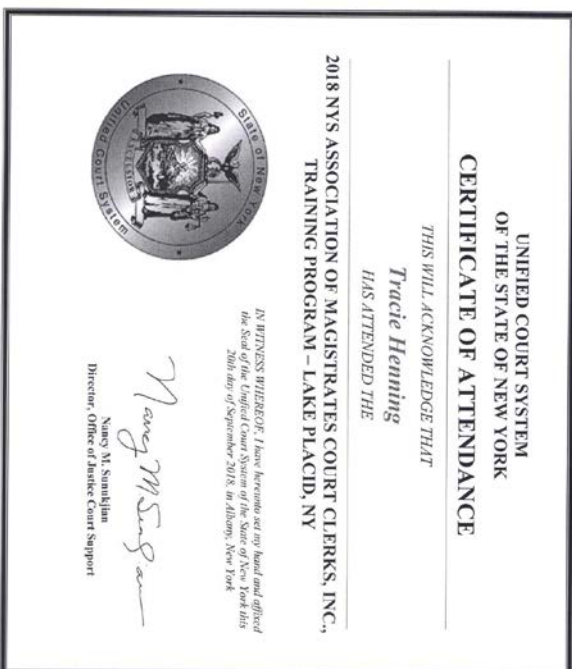 UNIFIED COURT SYSTEM
OF THE STATE OF NEW YORK
CERTIFICATE OF ATTENDANCE
THIS WILL ACKNOWLEDGE THAT
Tracie Henning
HAS ATTENDED THE
2018 NYS ASSOCIATION OF MAGISTRATES COURT CLERKS, INC.,
TRAINING PROGRAM – LAKE PLACID, NY
State of New York
EXCELSIOR
Unified Court System
IN WITNESS WHEREOF, I have hereunto set my hand and affixed
the Seal of the Unified Court System of the State of New York this
20th day of September 2018, in Albany, New York
Nancy M Sunukjian
Nancy M. Sunukjian
Director, Office of Justice Court Support